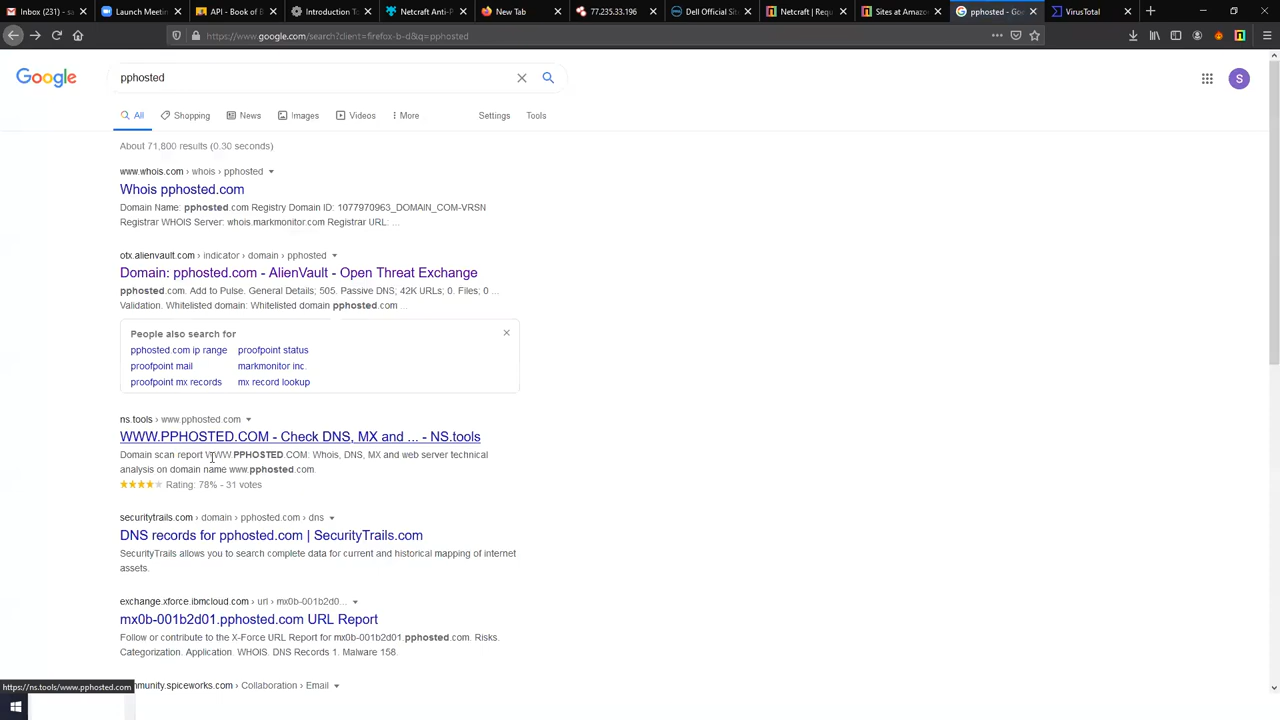 Inbox (231) - sa
Launch Meeting
API - Book of B
Introduction To
Netcraft Anti-P
New Tab
77.235.33.196
Dell Official Sit
Netcraft | Requ
Sites at Amazon
pphosted - Goo
VirusTotal
https://www.google.com/search?client=firefox-b-d&q=pphosted
Google
pphosted
S
All
Shopping
News
Images
Videos
More
Settings
Tools
About 71,800 results (0.30 seconds)
www.whois.com › whois › pphosted
Whois pphosted.com
Domain Name: pphosted.com Registry Domain ID: 1077970963_DOMAIN_COM-VRSN
Registrar WHOIS Server: whois.markmonitor.com Registrar URL: ...
otx.alienvault.com › indicator › domain › pphosted
Domain: pphosted.com - AlienVault - Open Threat Exchange
pphosted.com. Add to Pulse. General Details; 505. Passive DNS; 42K URLs; 0. Files; 0 ...
Validation. Whitelisted domain: Whitelisted domain pphosted.com ...
People also search for
pphosted.com ip range
proofpoint status
proofpoint mail
markmonitor inc.
proofpoint mx records
mx record lookup
ns.tools › www.pphosted.com
WWW.PPHOSTED.COM - Check DNS, MX and ... - NS.tools
Domain scan report WWW.PPHOSTED.COM. Whois, DNS, MX and web server technical
analysis on domain name www.pphosted.com.
Rating: 78% - 31 votes
securitytrails.com › domain › pphosted.com › dns
DNS records for pphosted.com | SecurityTrails.com
SecurityTrails allows you to search complete data for current and historical mapping of internet
assets.
exchange.xforce.ibmcloud.com › url › mx0b-001b2d0...
mx0b-001b2d01.pphosted.com URL Report
Follow or contribute to the X-Force URL Report for mx0b-001b2d01.pphosted.com. Risks.
Categorization. Application. WHOIS. DNS Records 1. Malware 158.
https://ns.tools/www.pphosted.com
mmunity.spiceworks.com › Collaboration › Email